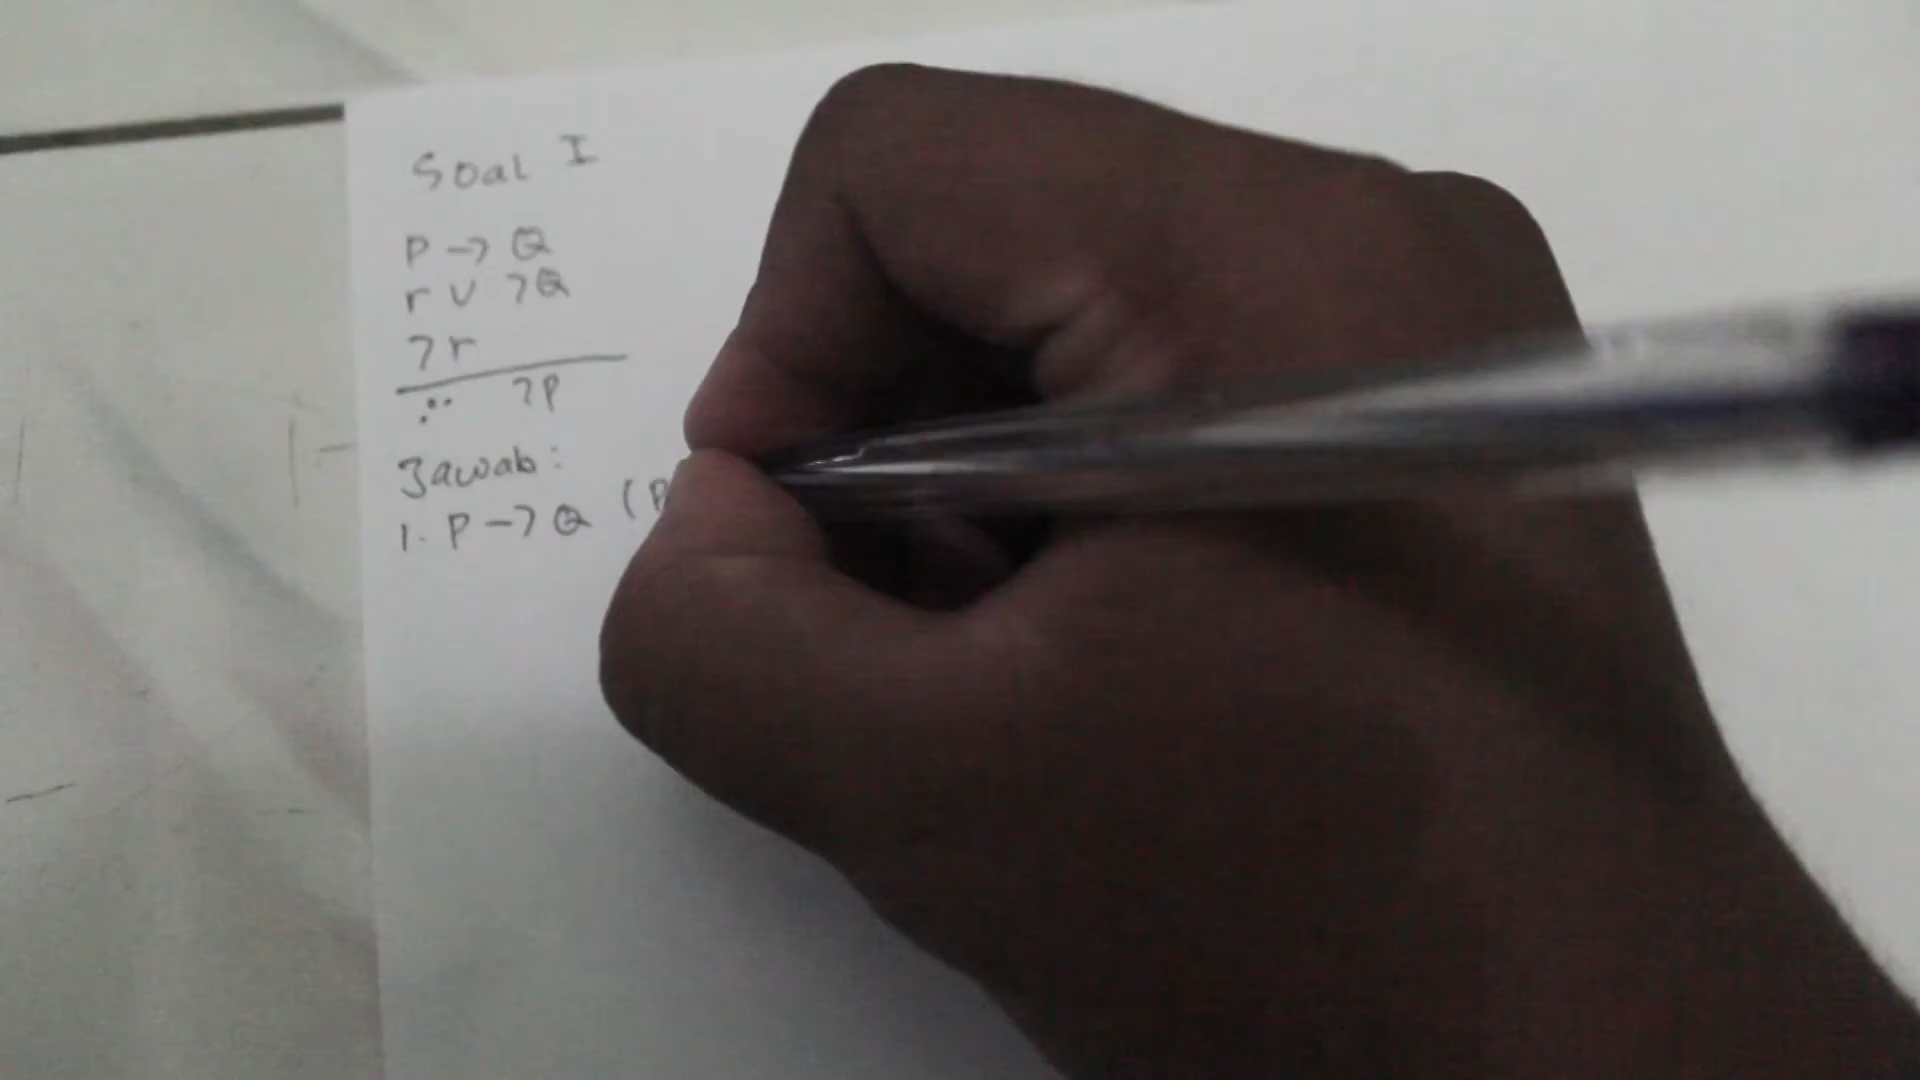 Soal I
P → Q
r ∨ ¬Q
¬r
∴ ¬P
Jawab:
1. P → Q (P